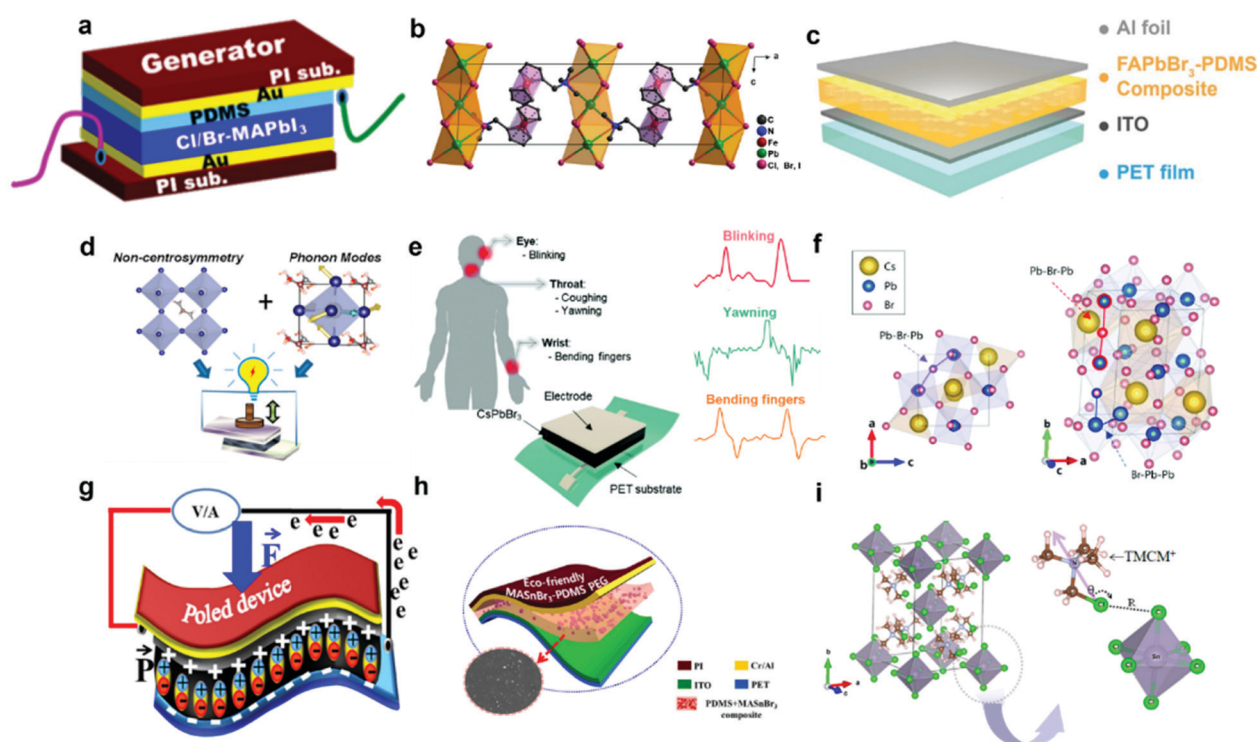 a
Generator
PI sub.
Au
PDMS
Cl/Br-MAPbI3
Au
PI sub.
b
a
c
C
N
Fe
Pb
Cl, Br, I
c
Al foil
FAPbBr3-PDMS
Composite
ITO
PET film
d
Non-centrosymmetry
Phonon Modes
+
e
Eye:
- Blinking
Throat:
- Coughing
- Yawning
Wrist:
- Bending fingers
Electrode
CsPbBr3
PET substrate
Blinking
Yawning
Bending fingers
f
Cs
Pb
Br
Pb-Br-Pb
Pb-Br-Pb
Br-Pb-Pb
a
b
c
b
c
a
g
V/A
F
e e e e
e
e
e
e
e
e
Poled device
P
h
Eco-friendly
MASnBr3-PDMS PEG
PI
Cr/Al
ITO
PET
PDMS+MASnBr3
composite
i
b
a
c
N
TMCM+
θ
R
Sn